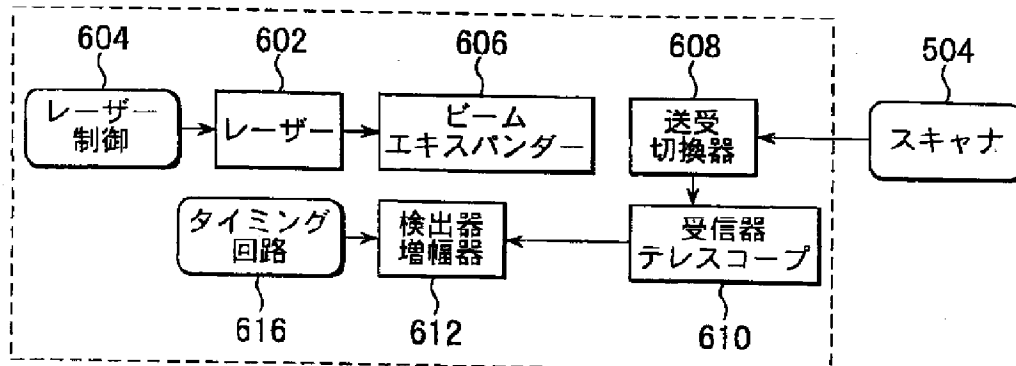 604
602
606
608
504
レーザー
制御
レーザー
ビーム
エキスパンダー
送受
切換器
スキャナ
タイミング
回路
検出器
増幅器
受信器
テレスコープ
616
612
610